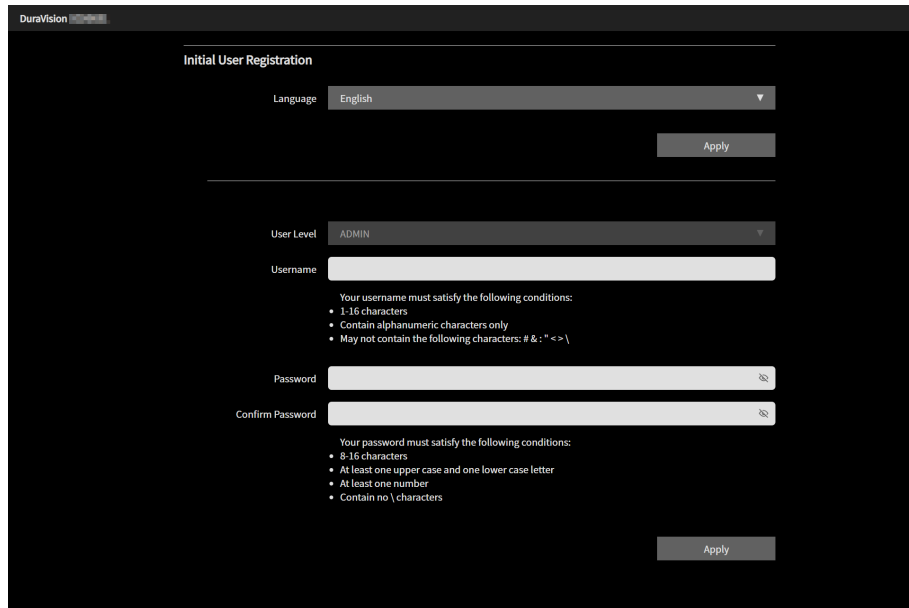 DuraVision
Initial User Registration
Language English ▼
Apply
User Level ADMIN ▼
Username
Your username must satisfy the following conditions:
• 1-16 characters
• Contain alphanumeric characters only
• May not contain the following characters: # & : " < > \
Password
Confirm Password
Your password must satisfy the following conditions:
• 8-16 characters
• At least one upper case and one lower case letter
• At least one number
• Contain no \ characters
Apply